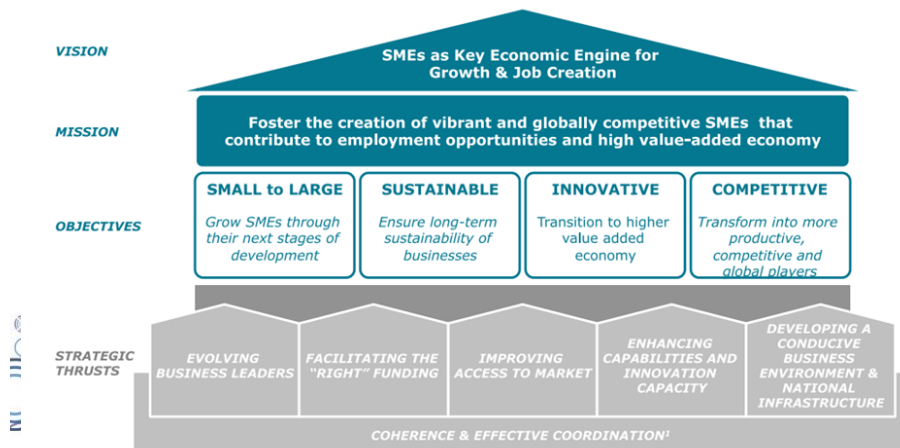 VISION
SMEs as Key Economic Engine for
Growth & Job Creation
MISSION
Foster the creation of vibrant and globally competitive SMEs that
contribute to employment opportunities and high value-added economy
OBJECTIVES
SMALL to LARGE
Grow SMEs through
their next stages of
development
SUSTAINABLE
Ensure long-term
sustainability of
businesses
INNOVATIVE
Transition to higher
value added
economy
COMPETITIVE
Transform into more
productive,
competitive and
global players
STRATEGIC
THRUSTS
EVOLVING
BUSINESS LEADERS
FACILITATING THE
“RIGHT” FUNDING
IMPROVING
ACCESS TO MARKET
ENHANCING
CAPABILITIES AND
INNOVATION
CAPACITY
DEVELOPING A
CONDUCIVE
BUSINESS
ENVIRONMENT &
NATIONAL
INFRASTRUCTURE
COHERENCE & EFFECTIVE COORDINATION¹